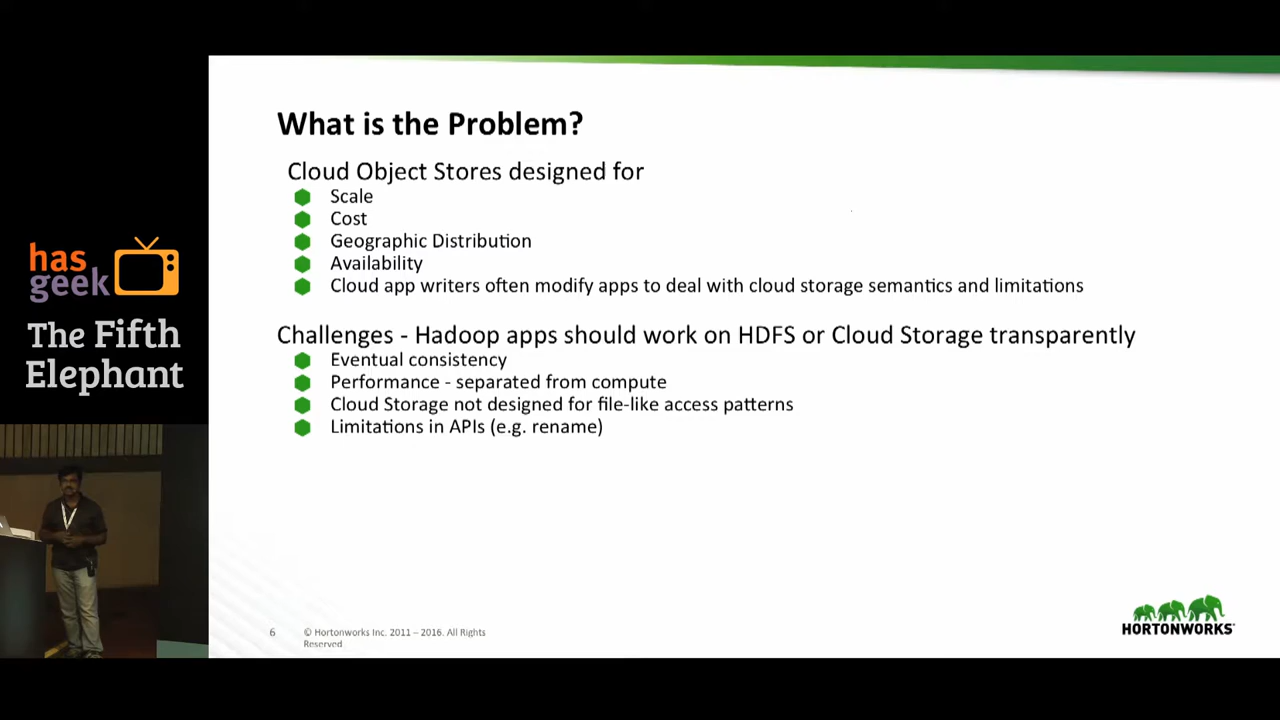 What is the Problem?
Cloud Object Stores designed for
Scale
Cost
Geographic Distribution
Availability
Cloud app writers often modify apps to deal with cloud storage semantics and limitations
Challenges - Hadoop apps should work on HDFS or Cloud Storage transparently
Eventual consistency
Performance - separated from compute
Cloud Storage not designed for file-like access patterns
Limitations in APIs (e.g. rename)
has
geek
The Fifth
Elephant
6
© Hortonworks Inc. 2011 – 2016. All Rights
Reserved
HORTONWORKS